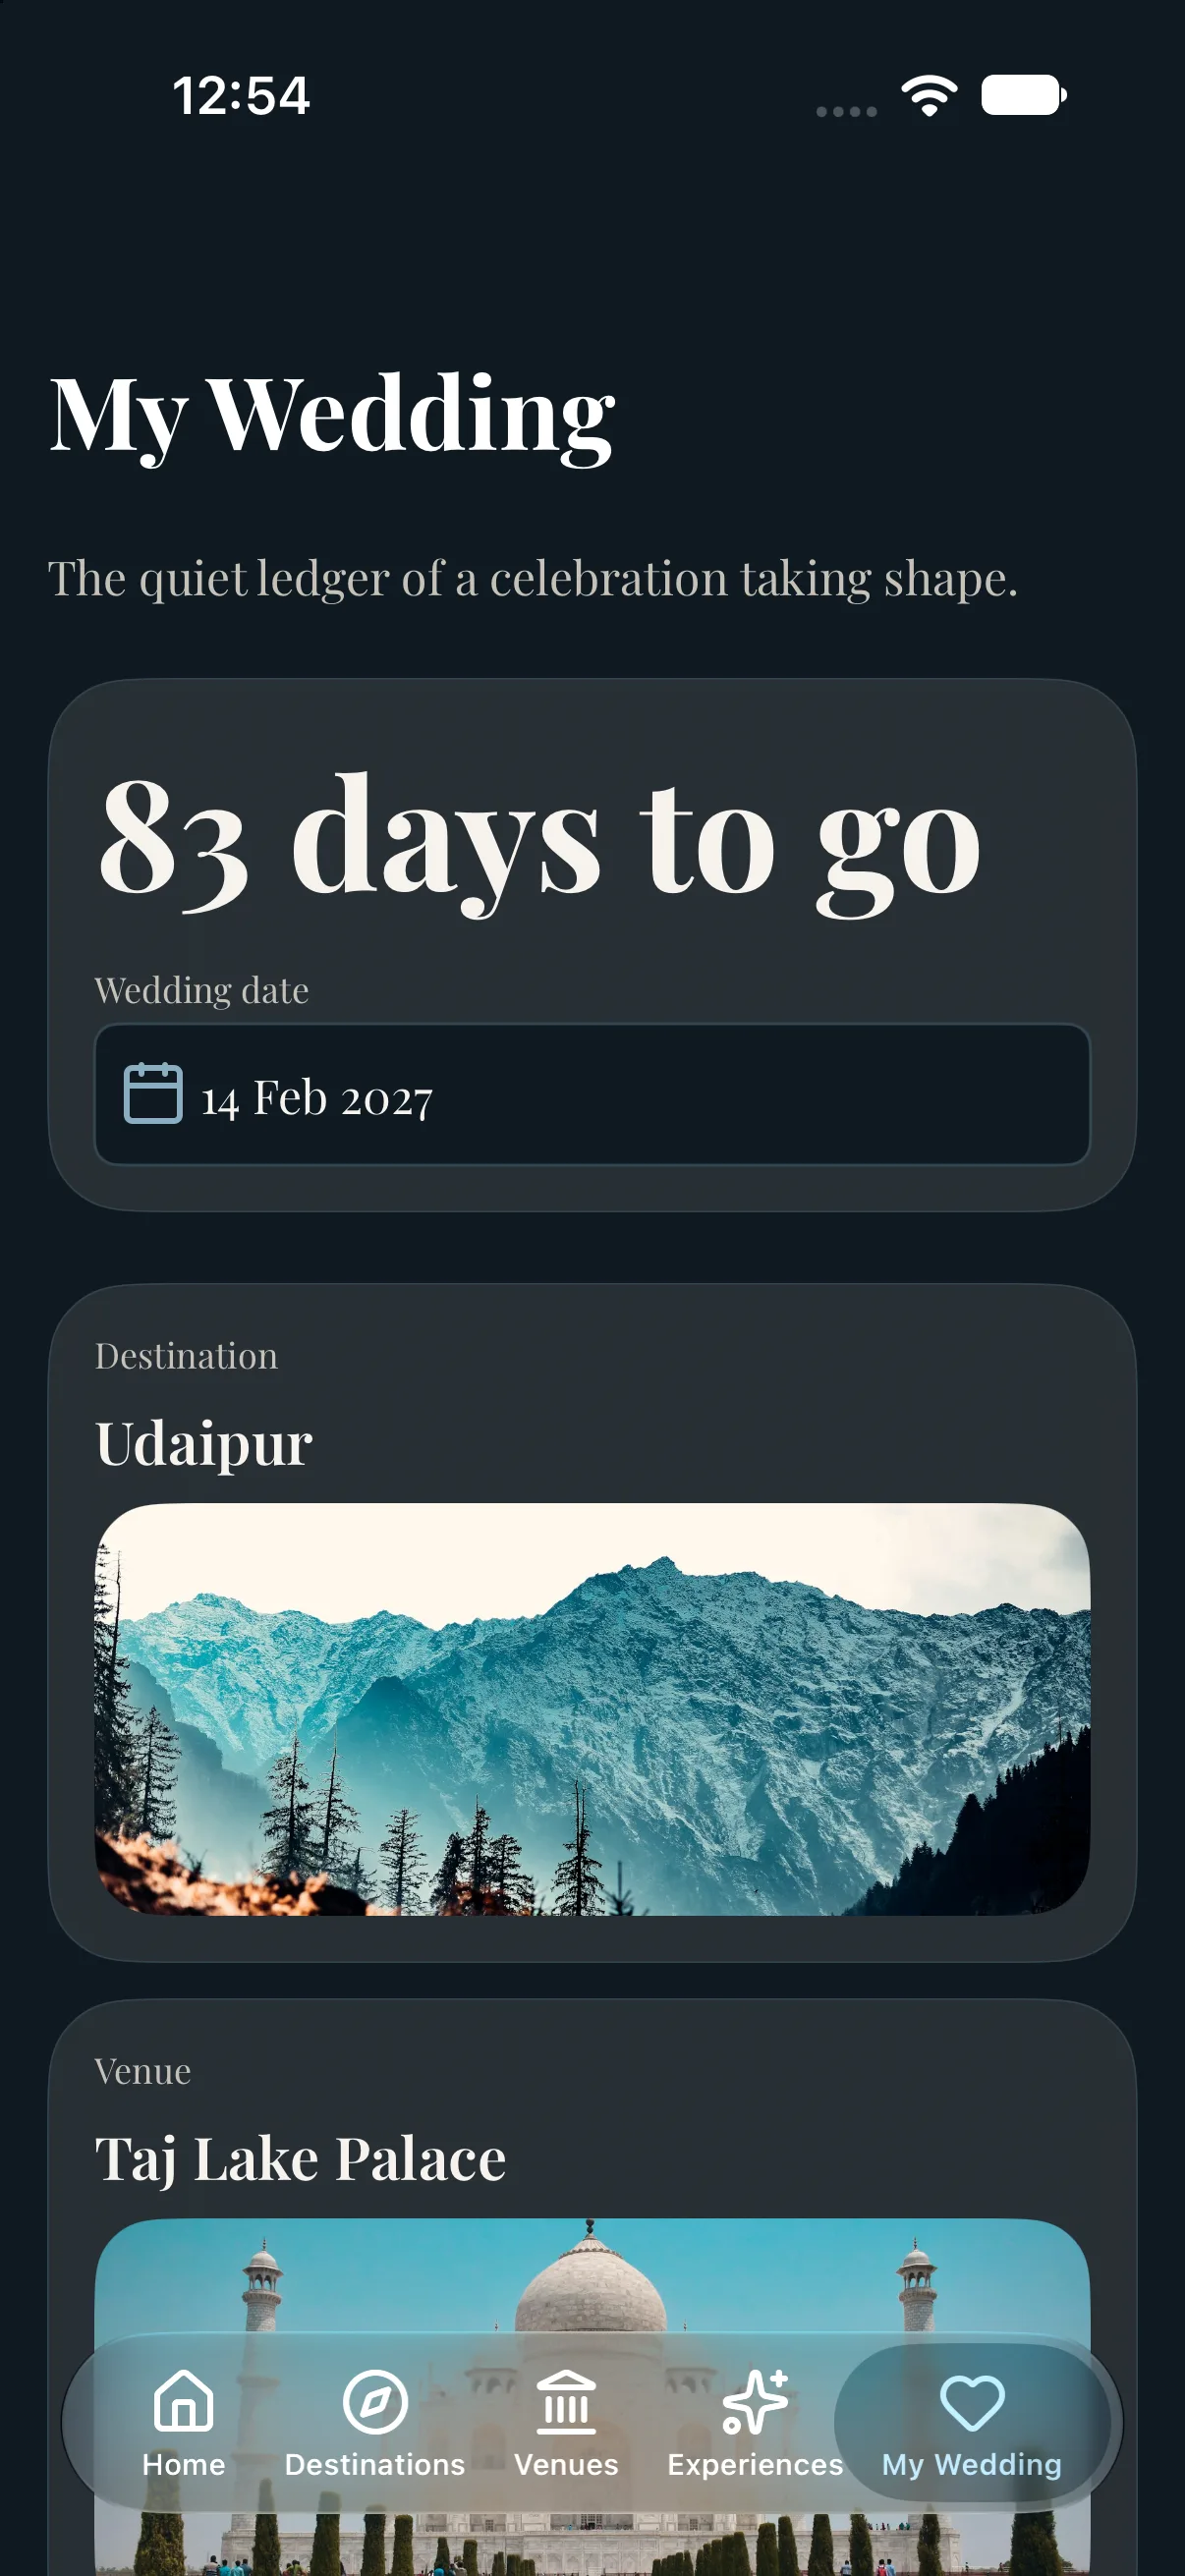 12:54
My Wedding
The quiet ledger of a celebration taking shape.
83 days to go
Wedding date
14 Feb 2027
Destination
Udaipur
Venue
Taj Lake Palace
Home
Destinations
Venues
Experiences
My Wedding